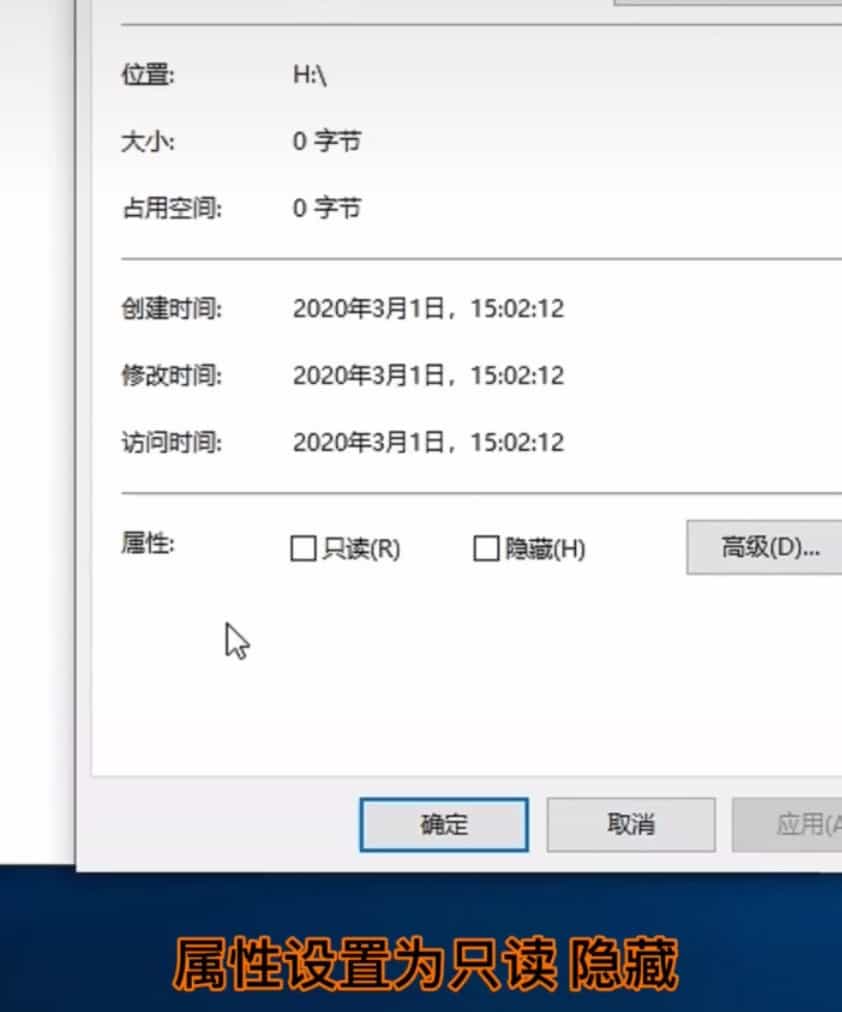 位置: H:\
大小: 0 字节
占用空间: 0 字节
创建时间: 2020年3月1日，15:02:12
修改时间: 2020年3月1日，15:02:12
访问时间: 2020年3月1日，15:02:12
属性: 只读(R) 隐藏(H) 高级(D)...
确定 取消 应用(A
属性设置为只读 隐藏